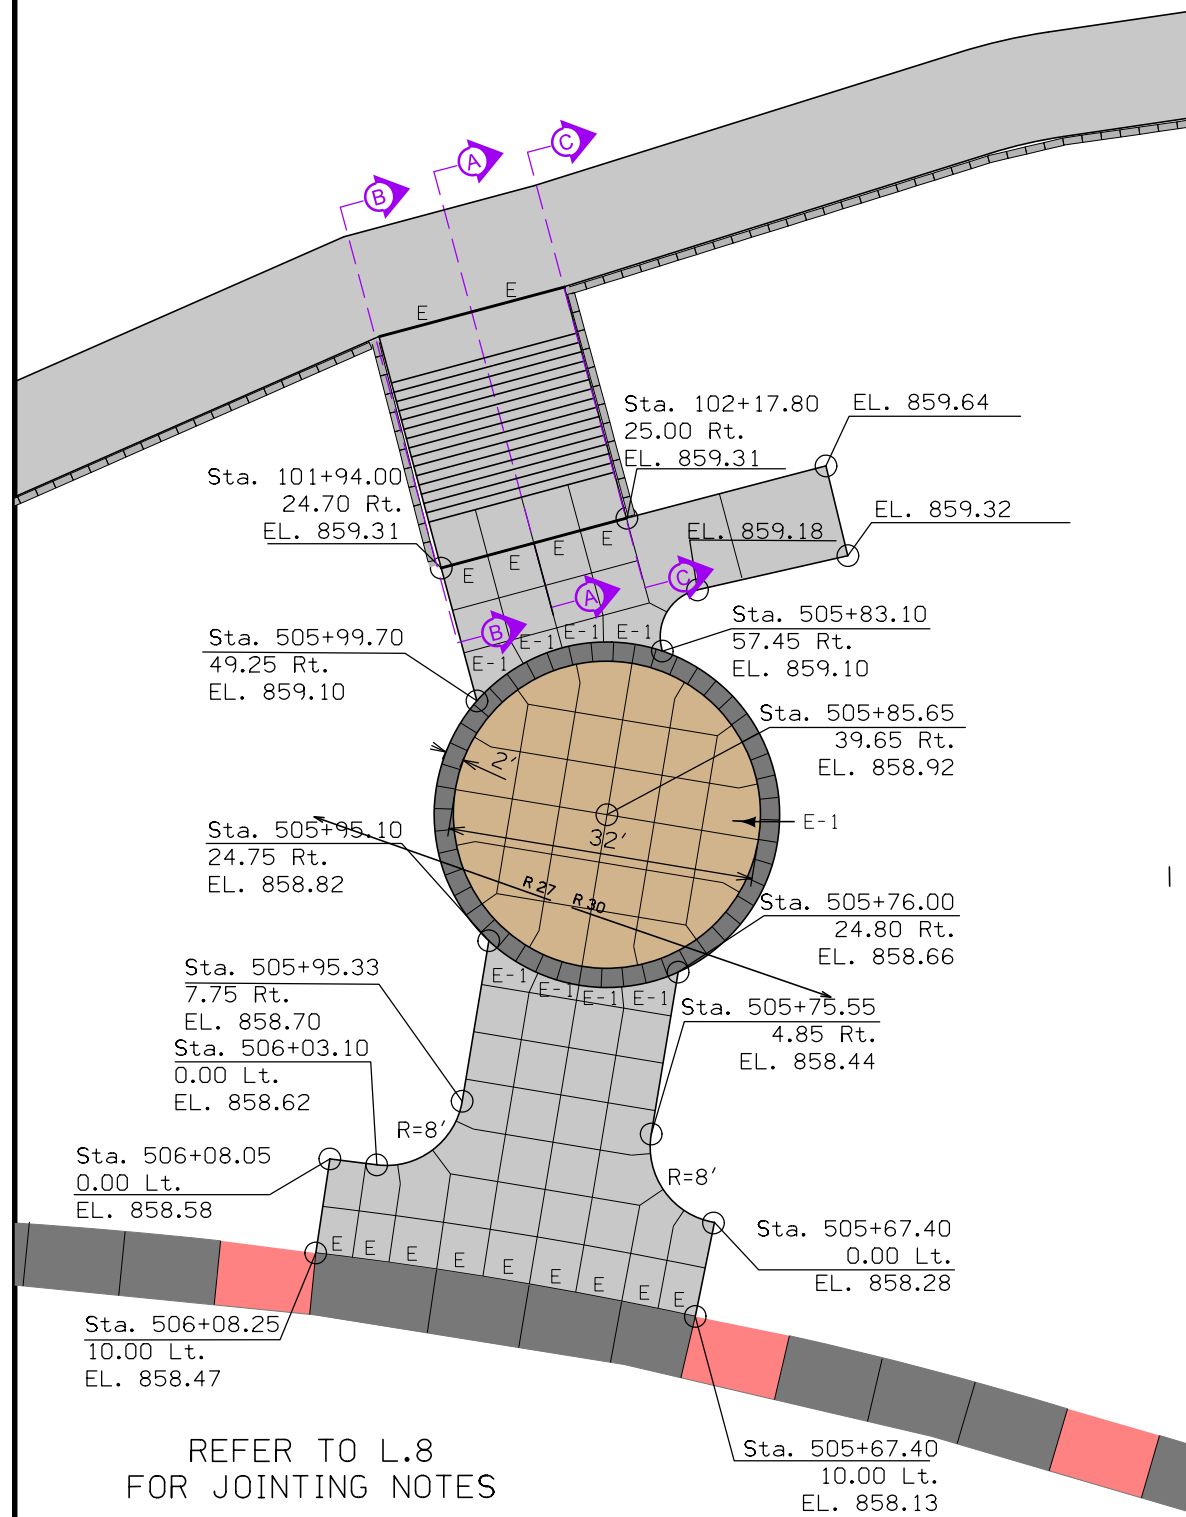 C
A
B
E
E
Sta. 102+17.80
25.00 Rt.
EL. 859.31
EL. 859.64
Sta. 101+94.00
24.70 Rt.
EL. 859.31
EL. 859.32
EL. 859.18
E
E
E
E
C
A
B
E-1
E-1
E-1
E-1
Sta. 505+99.70
49.25 Rt.
EL. 859.10
Sta. 505+83.10
57.45 Rt.
EL. 859.10
Sta. 505+85.65
39.65 Rt.
EL. 858.92
2'
E-1
32'
Sta. 505+95.10
24.75 Rt.
EL. 858.82
R 27
R 30
Sta. 505+76.00
24.80 Rt.
EL. 858.66
E-1
E-1
E-1
E-1
Sta. 505+95.33
7.75 Rt.
EL. 858.70
Sta. 505+75.55
4.85 Rt.
EL. 858.44
Sta. 506+03.10
0.00 Lt.
EL. 858.62
R=8'
R=8'
Sta. 506+08.05
0.00 Lt.
EL. 858.58
Sta. 505+67.40
0.00 Lt.
EL. 858.28
E
E
E
E
E
E
E
E
E
Sta. 506+08.25
10.00 Lt.
EL. 858.47
Sta. 505+67.40
10.00 Lt.
EL. 858.13
REFER TO L.8
FOR JOINTING NOTES